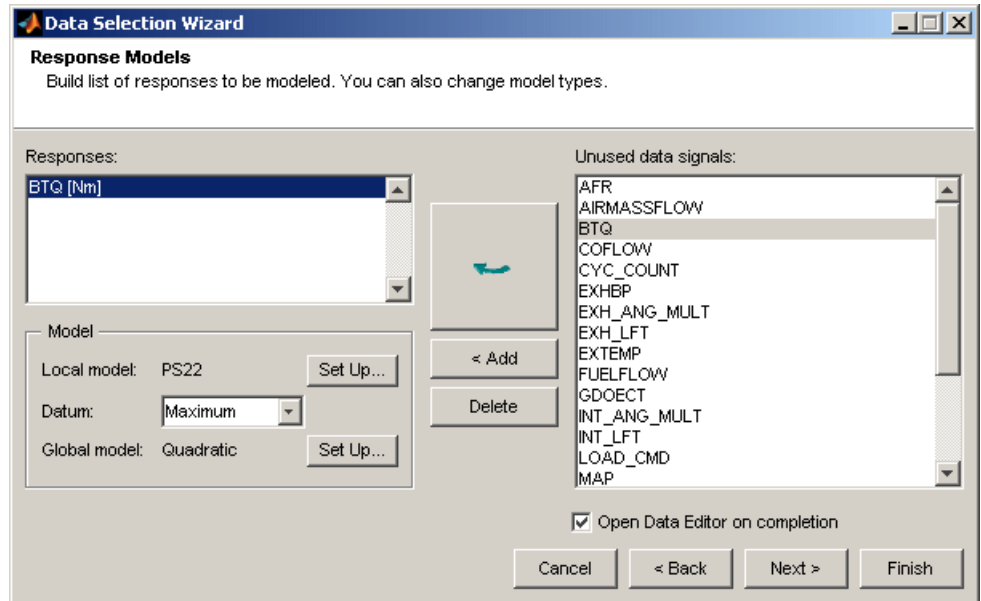 Data Selection Wizard
Response Models
Build list of responses to be modeled. You can also change model types.
Responses:
BTQ [Nm]
Model
Local model: PS22 Set Up...
Datum: Maximum
Global model: Quadratic Set Up...
< Add
Delete
Unused data signals:
AFR
AIRMASSFLOW
BTQ
COFLOW
CYC_COUNT
EXHBP
EXH_ANG_MULT
EXH_LFT
EXTEMP
FUELFLOW
GDOECT
INT_ANG_MULT
INT_LFT
LOAD_CMD
MAP
Open Data Editor on completion
Cancel < Back Next > Finish